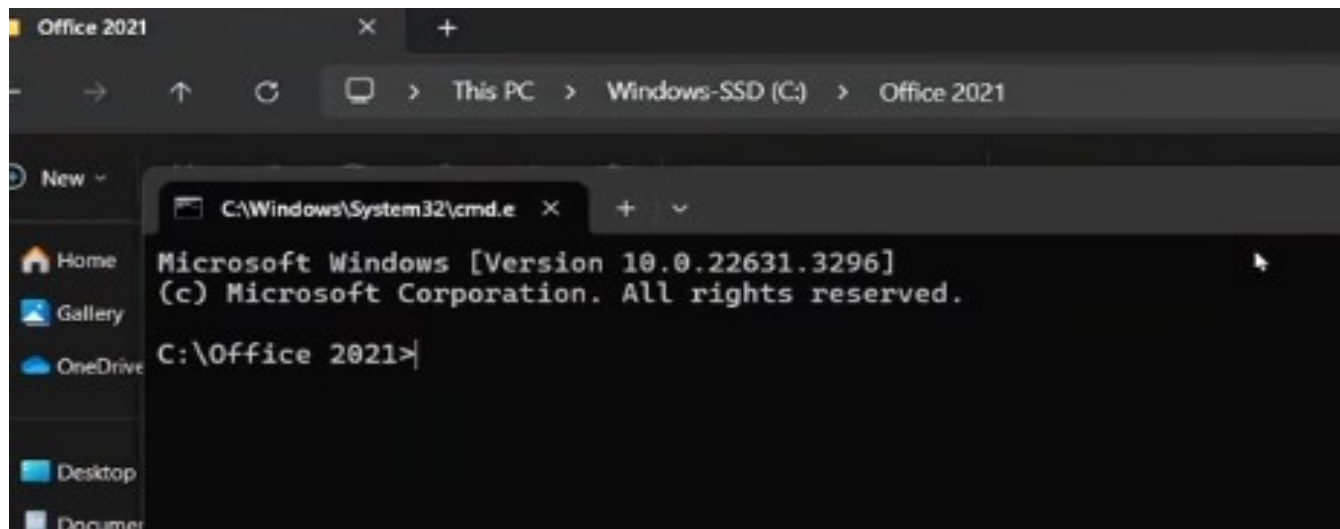 Office 2021
This PC > Windows-SSD (C:) > Office 2021
New
C:\Windows\System32\cmd.e
Home
Gallery
OneDrive
Desktop
Microsoft Windows [Version 10.0.22631.3296]
(c) Microsoft Corporation. All rights reserved.
C:\Office 2021>